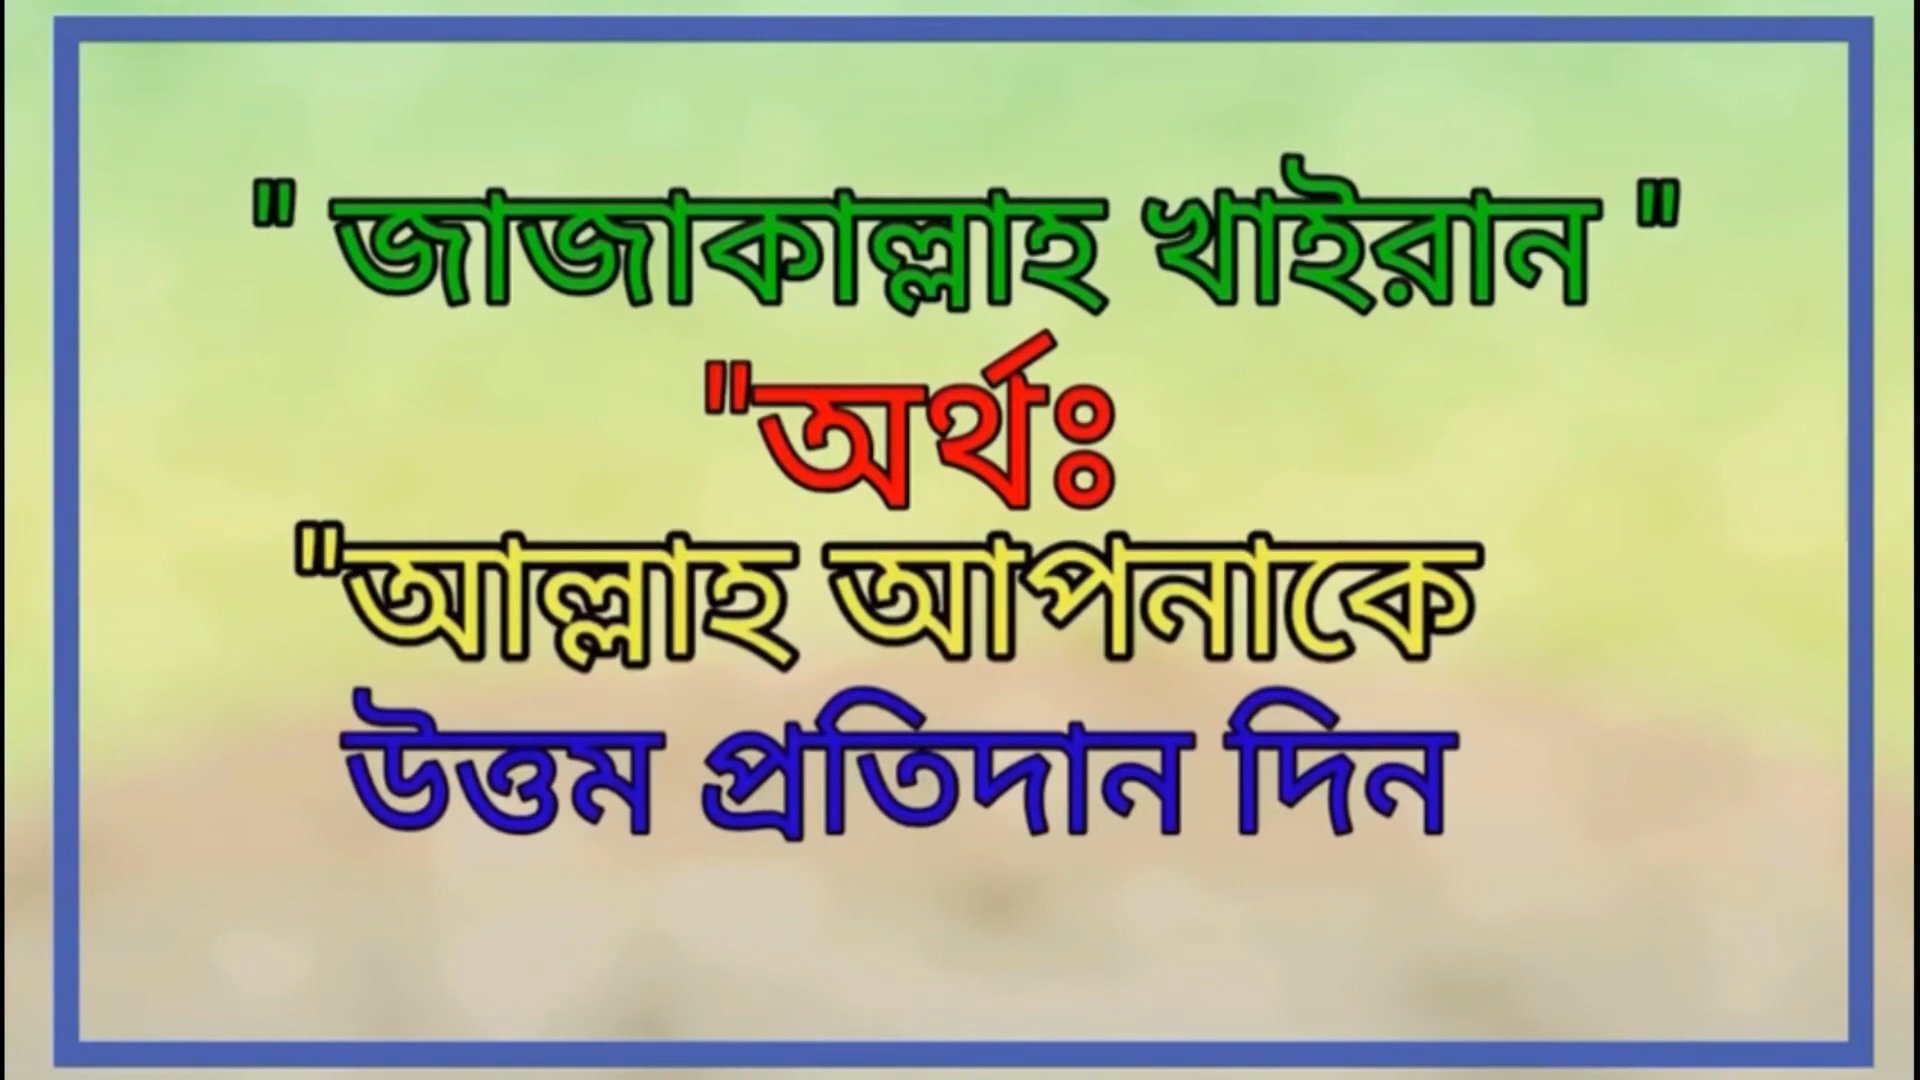 " জাজাকাল্লাহ খাইরান "
"অর্থঃ
"আল্লাহ আপনাকে
উত্তম প্রতিদান দিন